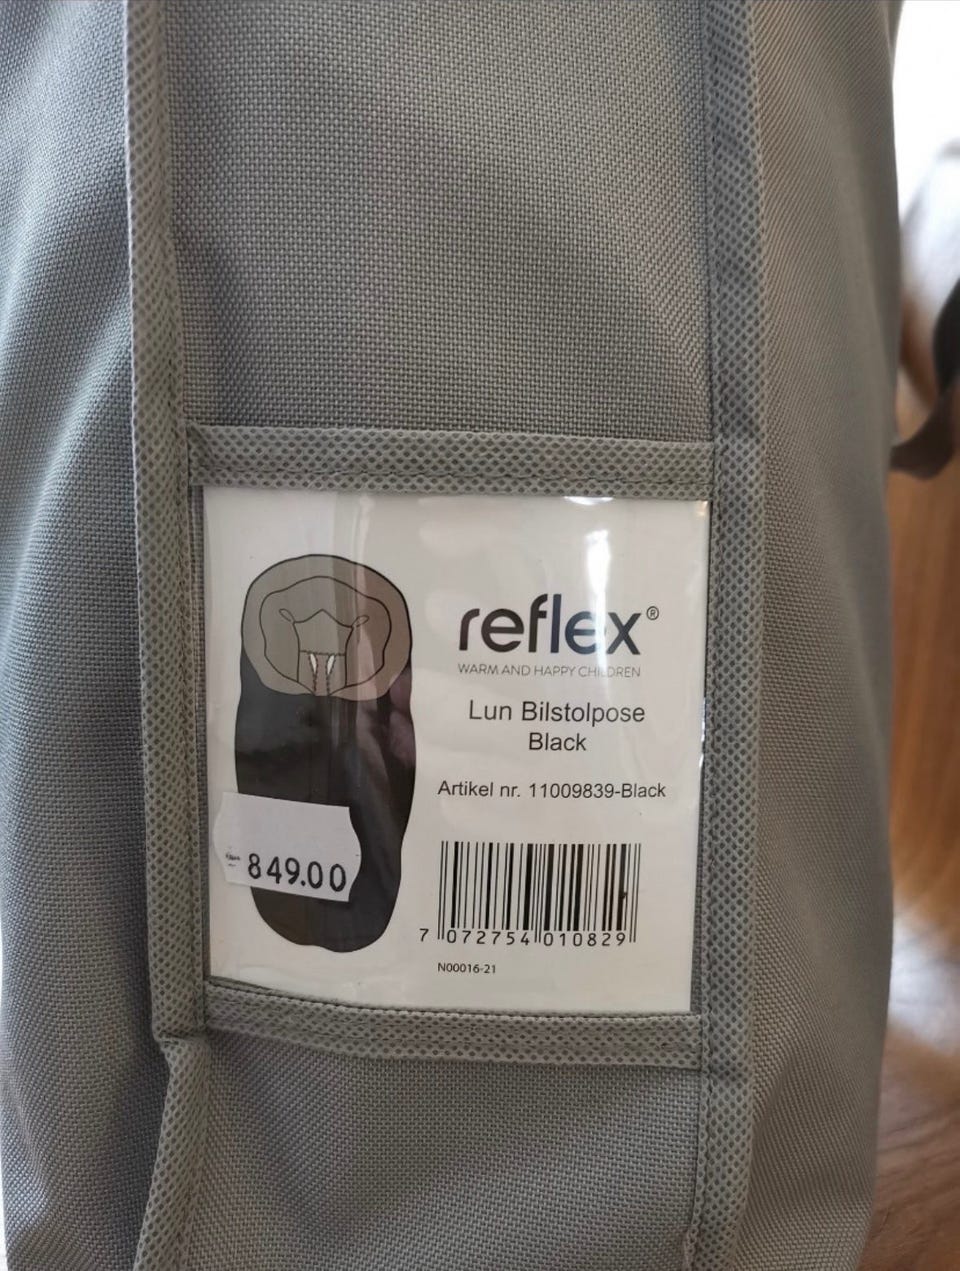 reflex®
WARM AND HAPPY CHILDREN
Lun Bilstolpose
Black
Artikel nr. 11009839-Black
849.00
7 072754 010829
N00016-21